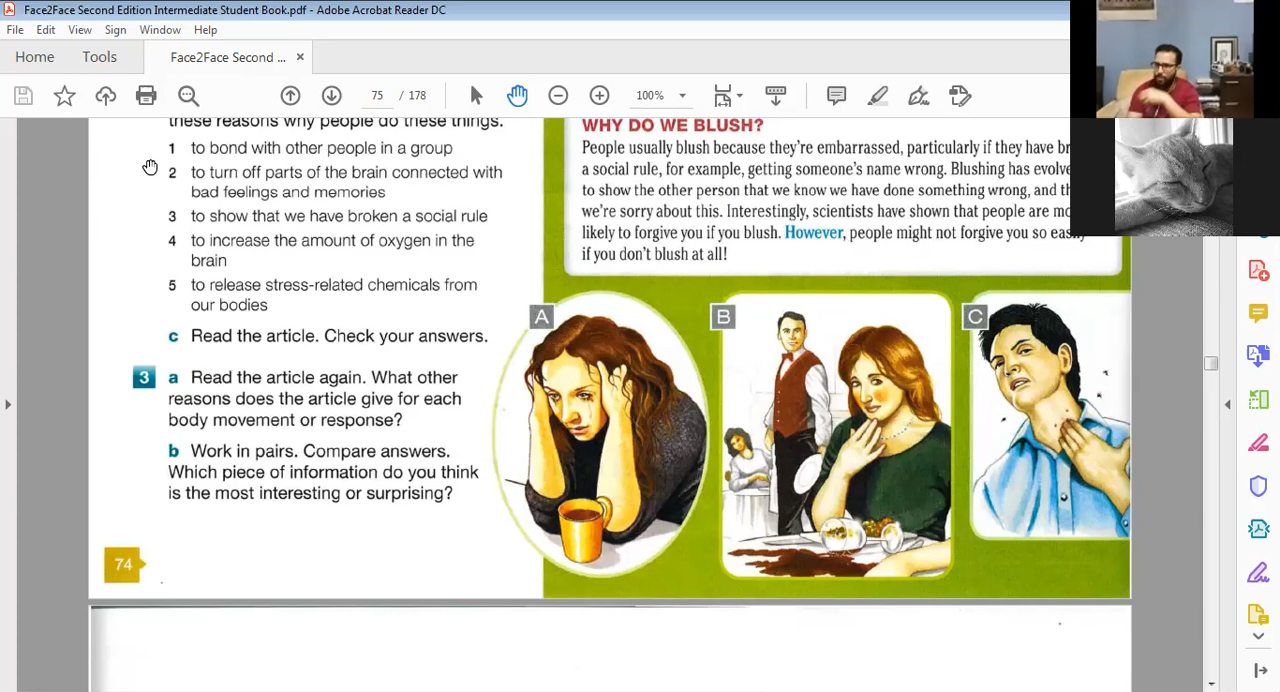 Face2Face Second Edition Intermediate Student Book.pdf - Adobe Acrobat Reader DC
File Edit View Sign Window Help
Home Tools Face2Face Second ... ×
75 / 178 100%
these reasons why people do these things.
1 to bond with other people in a group
2 to turn off parts of the brain connected with
bad feelings and memories
3 to show that we have broken a social rule
4 to increase the amount of oxygen in the
brain
5 to release stress-related chemicals from
our bodies
c Read the article. Check your answers.
3 a Read the article again. What other
reasons does the article give for each
body movement or response?
b Work in pairs. Compare answers.
Which piece of information do you think
is the most interesting or surprising?
74
WHY DO WE BLUSH?
People usually blush because they're embarrassed, particularly if they have br
a social rule, for example, getting someone's name wrong. Blushing has evolve
to show the other person that we know we have done something wrong, and th
we're sorry about this. Interestingly, scientists have shown that people are mo
likely to forgive you if you blush. However, people might not forgive you so easi
if you don't blush at all!
A
B
C